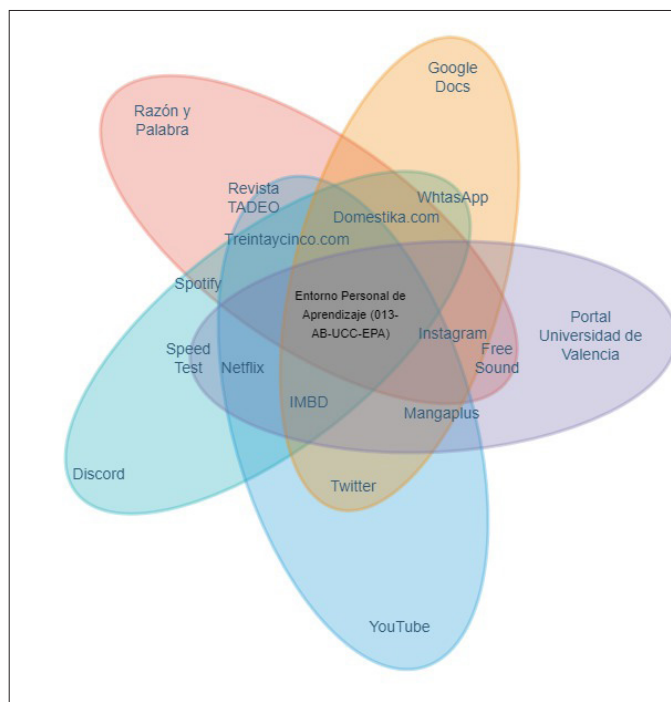 Google
Docs
Razón y
Palabra
Revista
TADEO
WhtasApp
Domestika.com
Treintaycinco.com
Spotify
Entorno Personal de
Aprendizaje (013-
AB-UCC-EPA)
Portal
Universidad de
Valencia
Instagram
Free
Sound
Speed
Test
Netflix
IMBD
Mangaplus
Discord
Twitter
YouTube